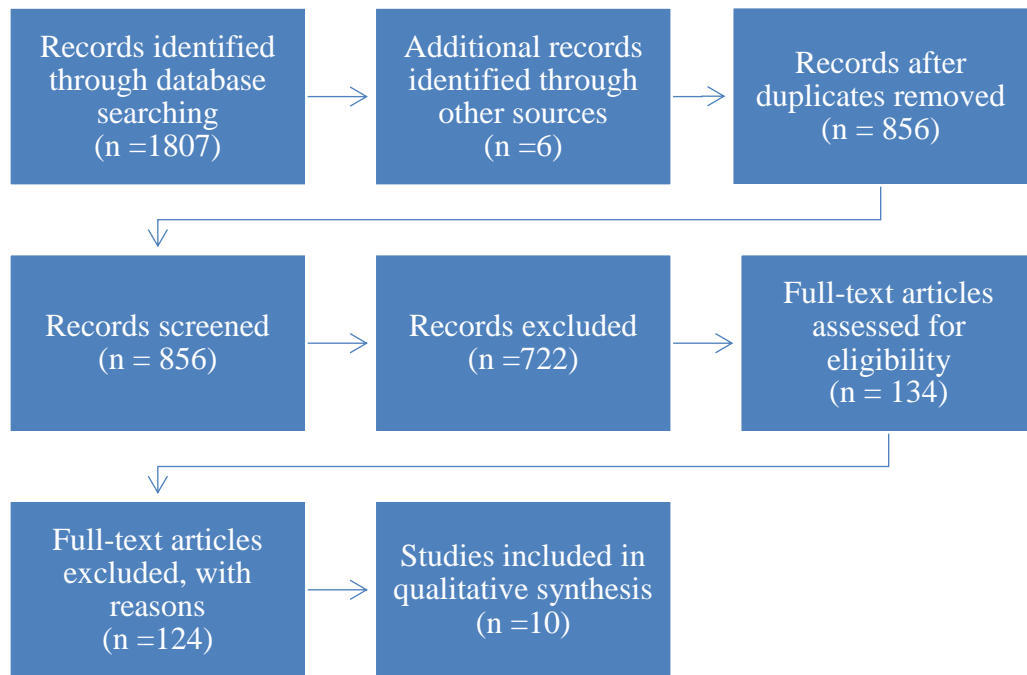 Records identified
through database
searching
(n =1807)
Additional records
identified through
other sources
(n =6)
Records after
duplicates removed
(n = 856)
Records screened
(n = 856)
Records excluded
(n =722)
Full-text articles
assessed for
eligibility
(n = 134)
Full-text articles
excluded, with
reasons
(n =124)
Studies included in
qualitative synthesis
(n =10)